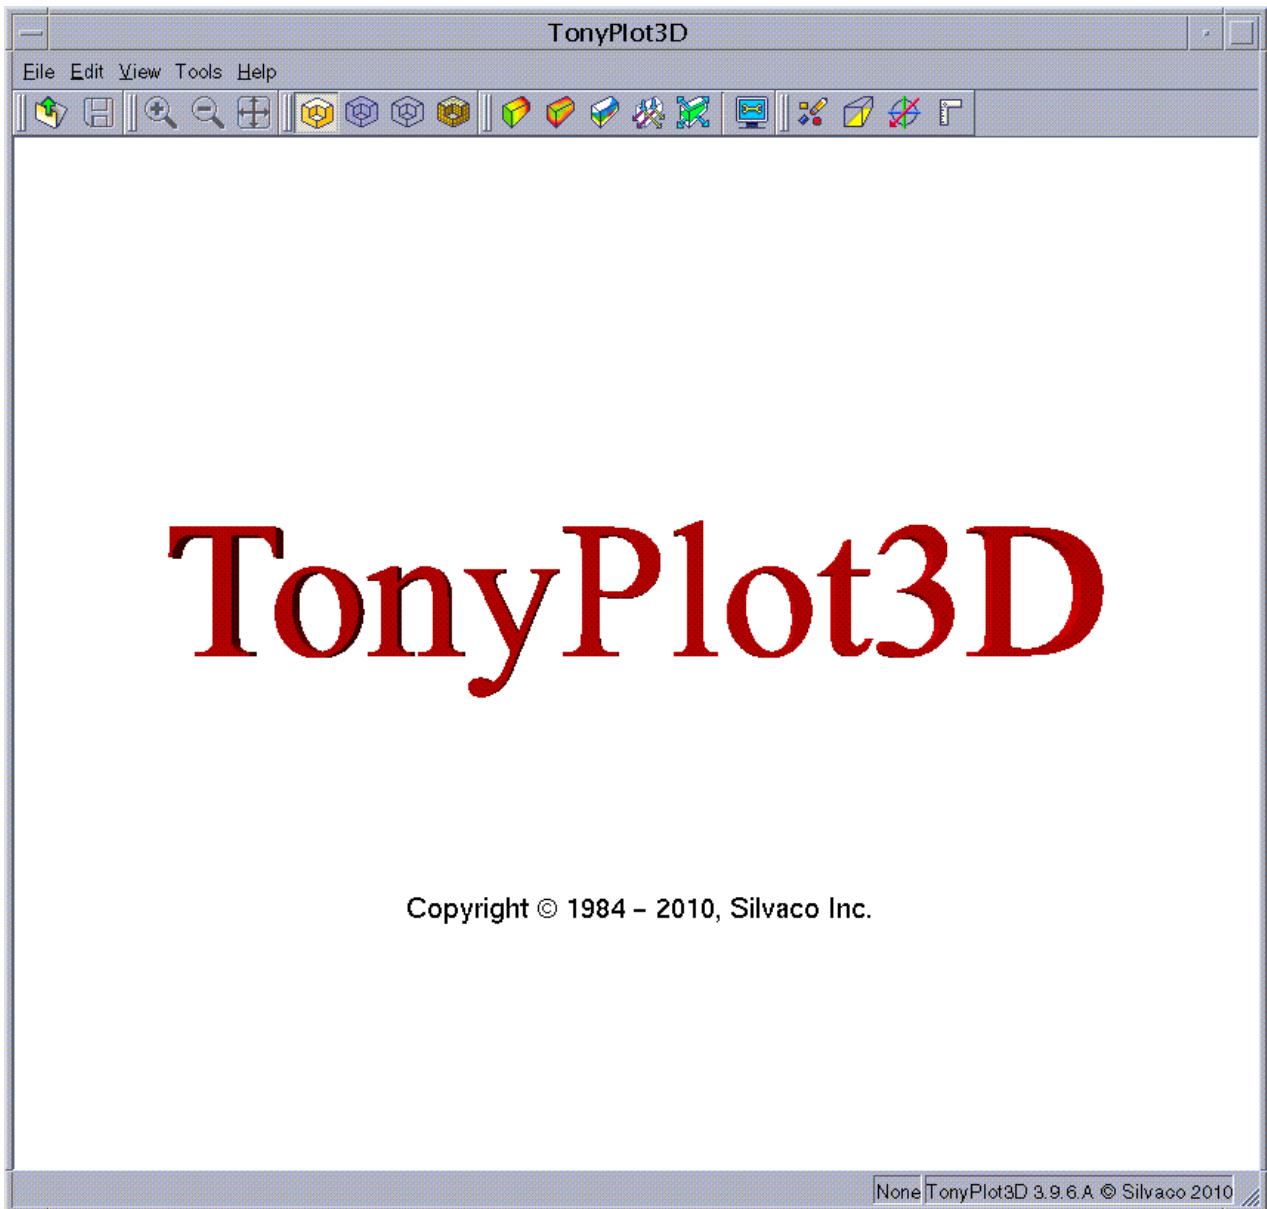 TonyPlot3D
File Edit View Tools Help
TonyPlot3D
Copyright © 1984 – 2010, Silvaco Inc.
None TonyPlot3D 3.9.6.A © Silvaco 2010